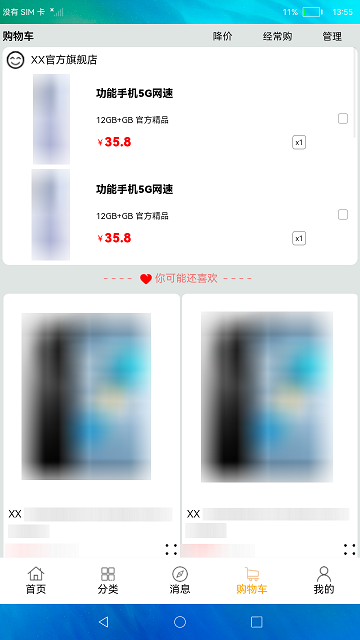 没有 SIM 卡
11%
13:55
购物车 降价 经常购 管理
XX官方旗舰店
功能手机5G网速
12GB+GB 官方精品
¥35.8 x1
功能手机5G网速
12GB+GB 官方精品
¥35.8 x1
---- 你可能还喜欢 ----
XX XX
首页 分类 消息 购物车 我的